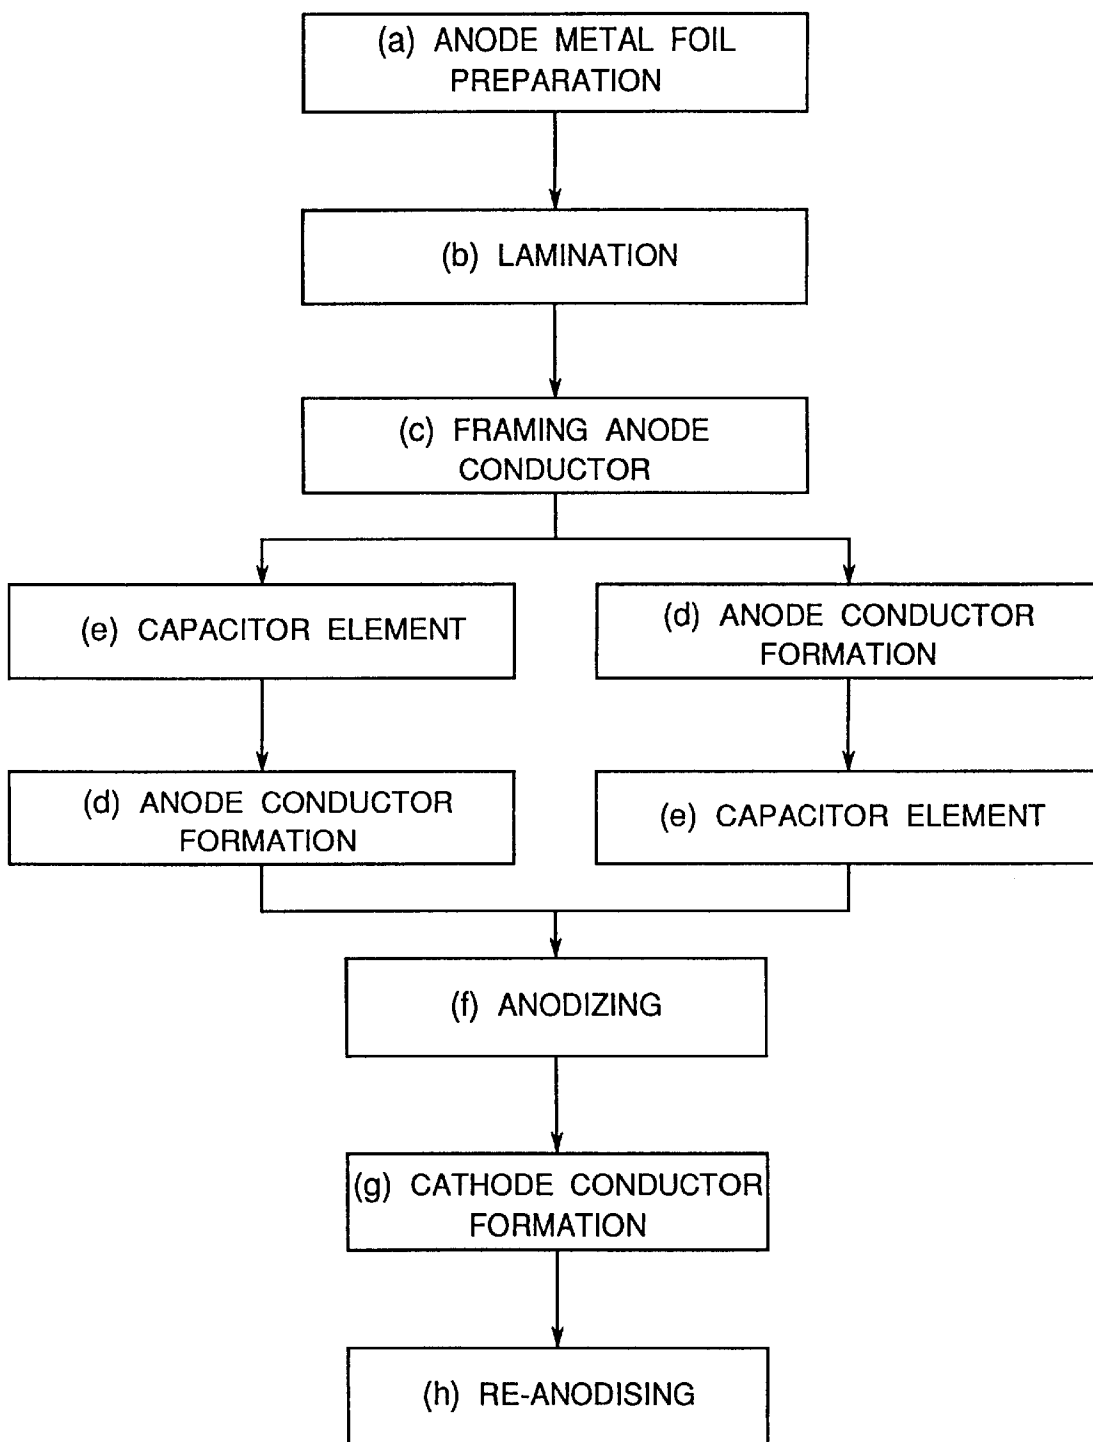 (a) ANODE METAL FOIL
PREPARATION
(b) LAMINATION
(c) FRAMING ANODE
CONDUCTOR
(e) CAPACITOR ELEMENT
(d) ANODE CONDUCTOR
FORMATION
(d) ANODE CONDUCTOR
FORMATION
(e) CAPACITOR ELEMENT
(f) ANODIZING
(g) CATHODE CONDUCTOR
FORMATION
(h) RE-ANODISING